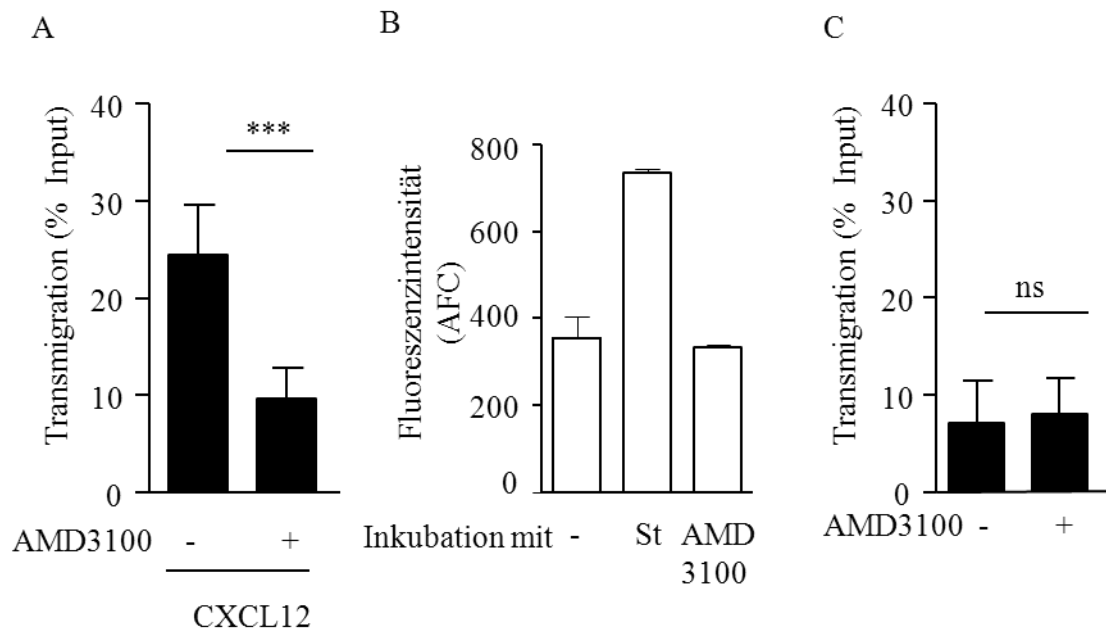 A
Transmigration (% Input)
40
30
20
10
0
***
AMD3100 - +
CXCL12
B
Fluoreszenzintensität
(AFC)
800
600
400
200
0
Inkubation mit - St AMD
3100
C
Transmigration (% Input)
40
30
20
10
0
ns
AMD3100 - +